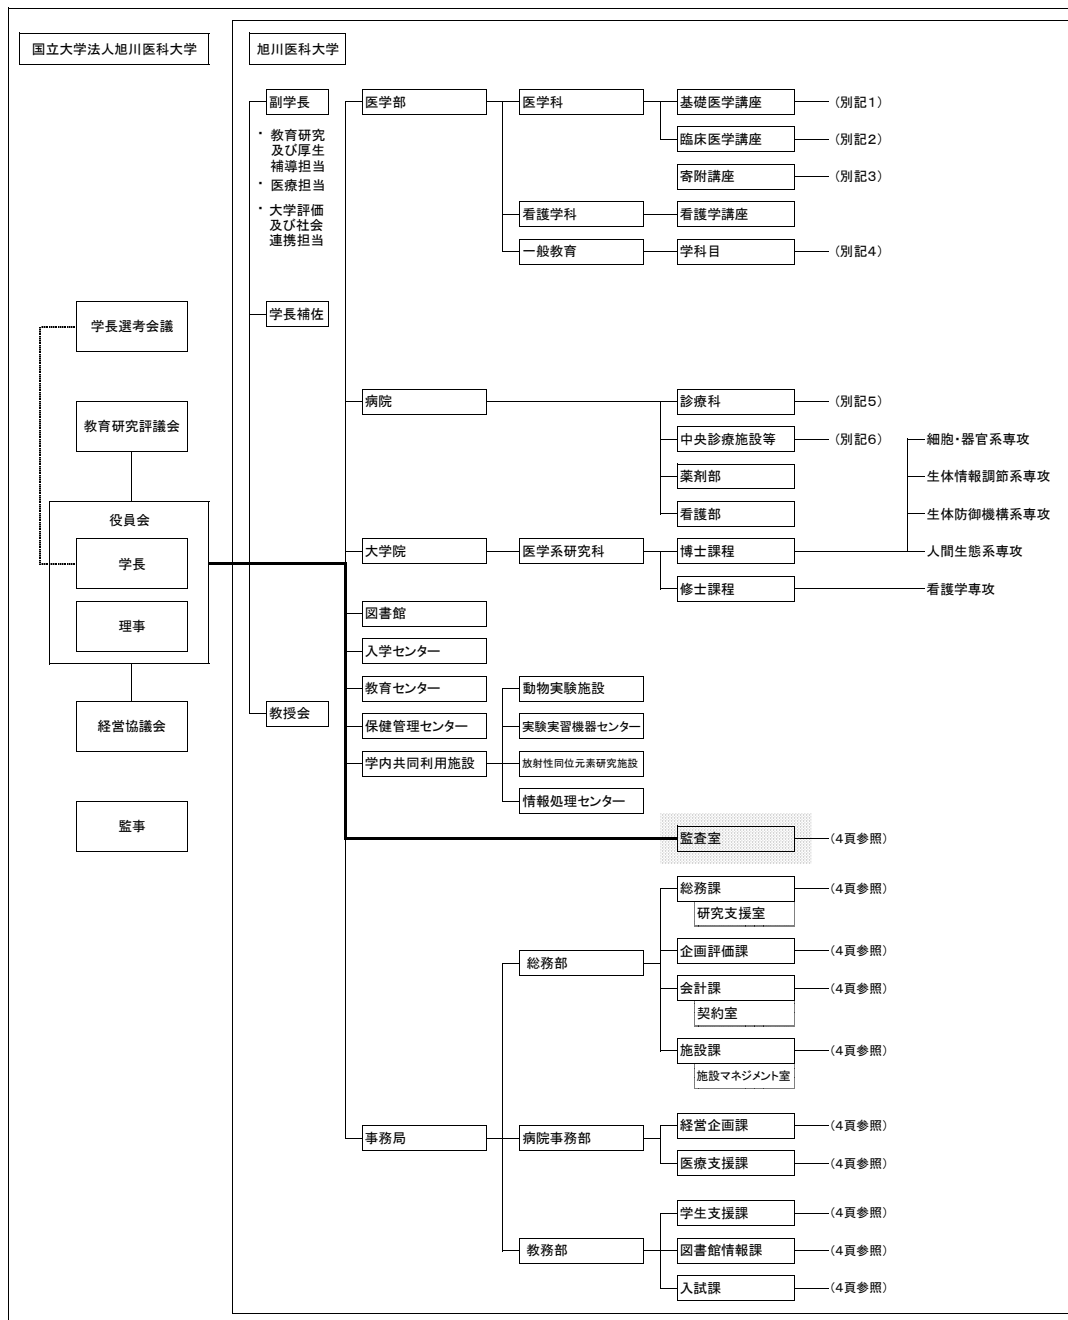 国立大学法人旭川医科大学
旭川医科大学
副学長
・ 教育研究
及び厚生
補導担当
・ 医療担当
・ 大学評価
及び社会
連携担当
学長補佐
教授会
学長選考会議
教育研究評議会
役員会
学長
理事
経営協議会
監事
医学部
医学科
基礎医学講座
(別記1)
臨床医学講座
(別記2)
寄附講座
(別記3)
看護学科
看護学講座
一般教育
学科目
(別記4)
病院
診療科
(別記5)
中央診療施設等
(別記6)
薬剤部
看護部
大学院
医学系研究科
博士課程
細胞・器官系専攻
生体情報調節系専攻
生体防御機構系専攻
人間生態系専攻
修士課程
看護学専攻
図書館
入学センター
教育センター
保健管理センター
学内共同利用施設
動物実験施設
実験実習機器センター
放射性同位元素研究施設
情報処理センター
監査室
(4頁参照)
事務局
総務部
総務課
(4頁参照)
研究支援室
企画評価課
(4頁参照)
会計課
(4頁参照)
契約室
施設課
(4頁参照)
施設マネジメント室
病院事務部
経営企画課
(4頁参照)
医療支援課
(4頁参照)
教務部
学生支援課
(4頁参照)
図書館情報課
(4頁参照)
入試課
(4頁参照)